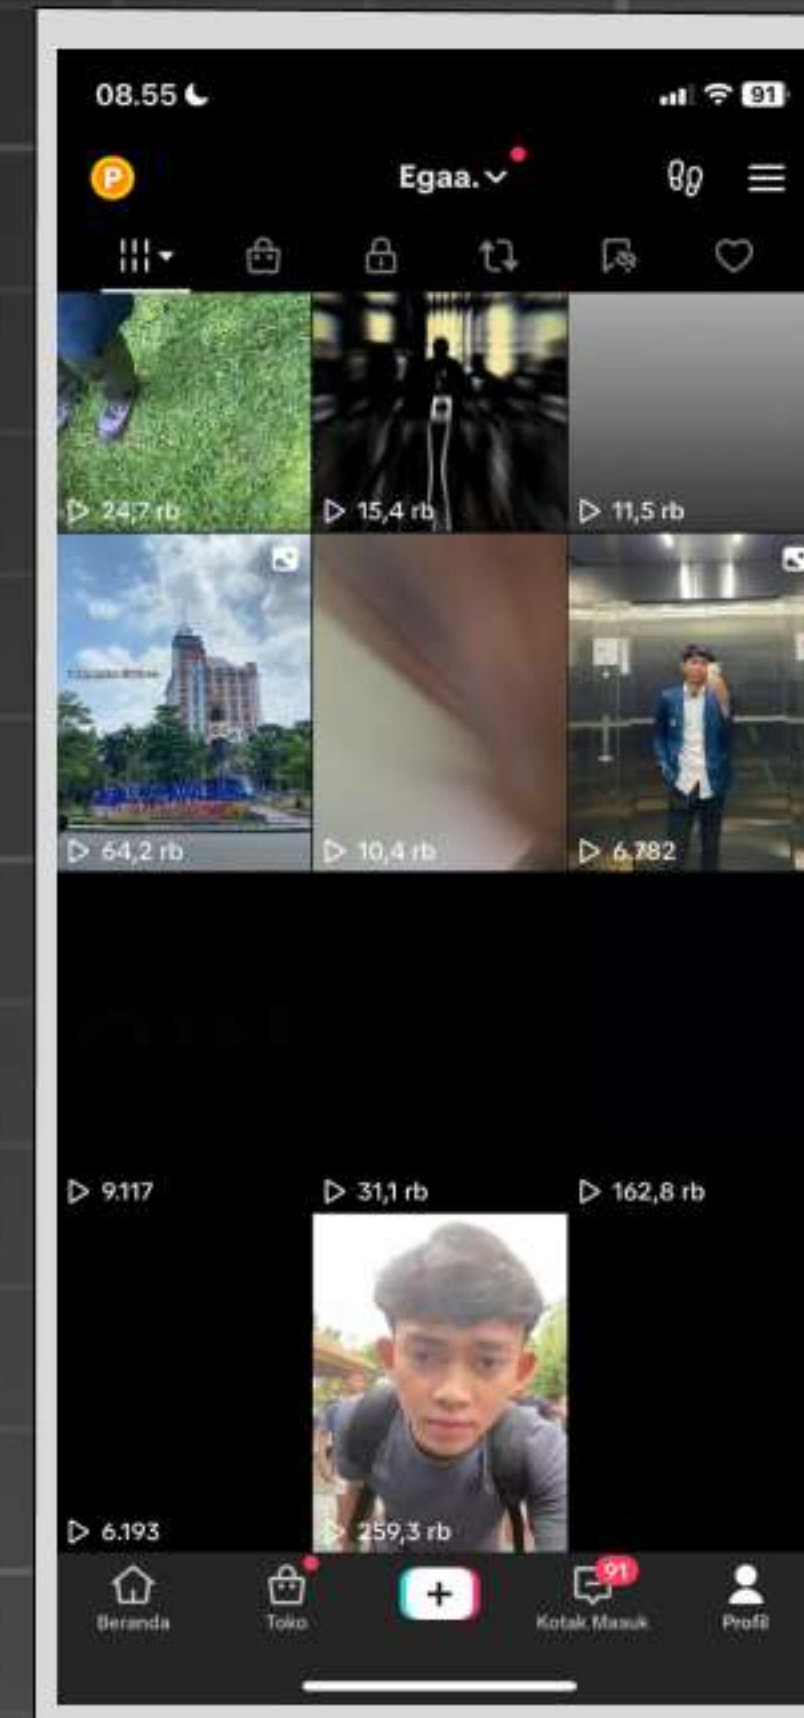 08.55
91
P
Egaa.
24,7 rb
15,4 rb
11,5 rb
64,2 rb
10,4 rb
6.782
9.117
31,1 rb
162,8 rb
6.193
259,3 rb
91
Beranda
Toko
Kotak Masuk
Profil